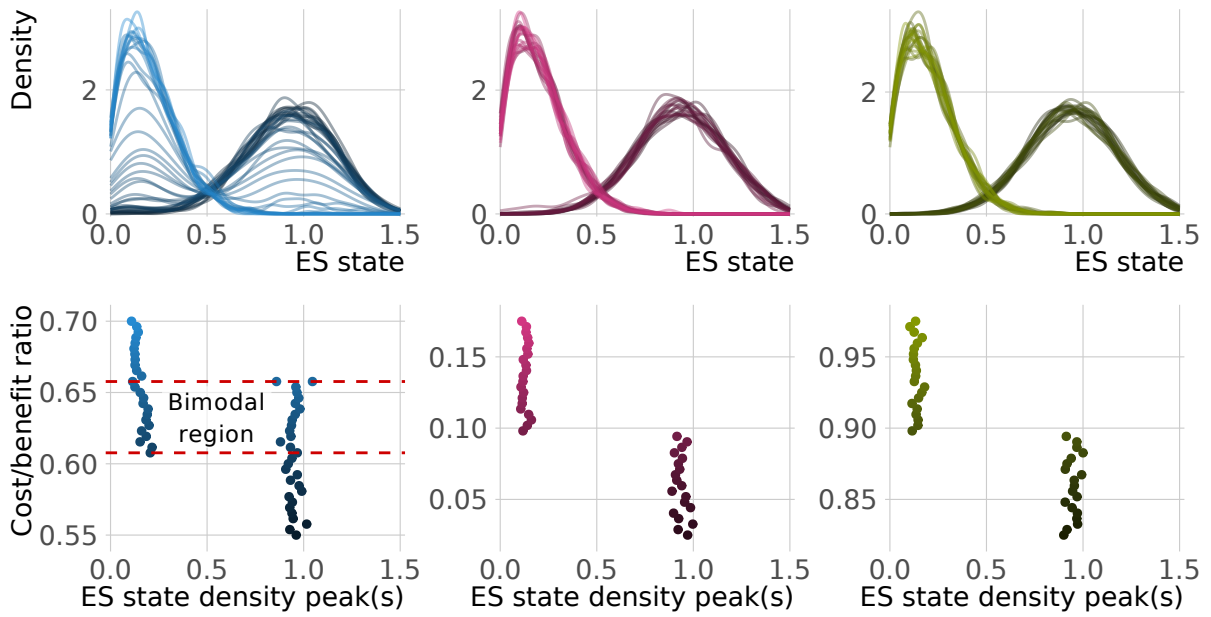 Density
2
0
0.0 0.5 1.0 1.5
ES state
2
0
0.0 0.5 1.0 1.5
ES state
2
0
0.0 0.5 1.0 1.5
ES state
Cost/benefit ratio
0.70
0.65
0.60
0.55
Bimodal
region
0.0 0.5 1.0 1.5
ES state density peak(s)
0.15
0.10
0.05
0.0 0.5 1.0 1.5
ES state density peak(s)
0.95
0.90
0.85
0.0 0.5 1.0 1.5
ES state density peak(s)